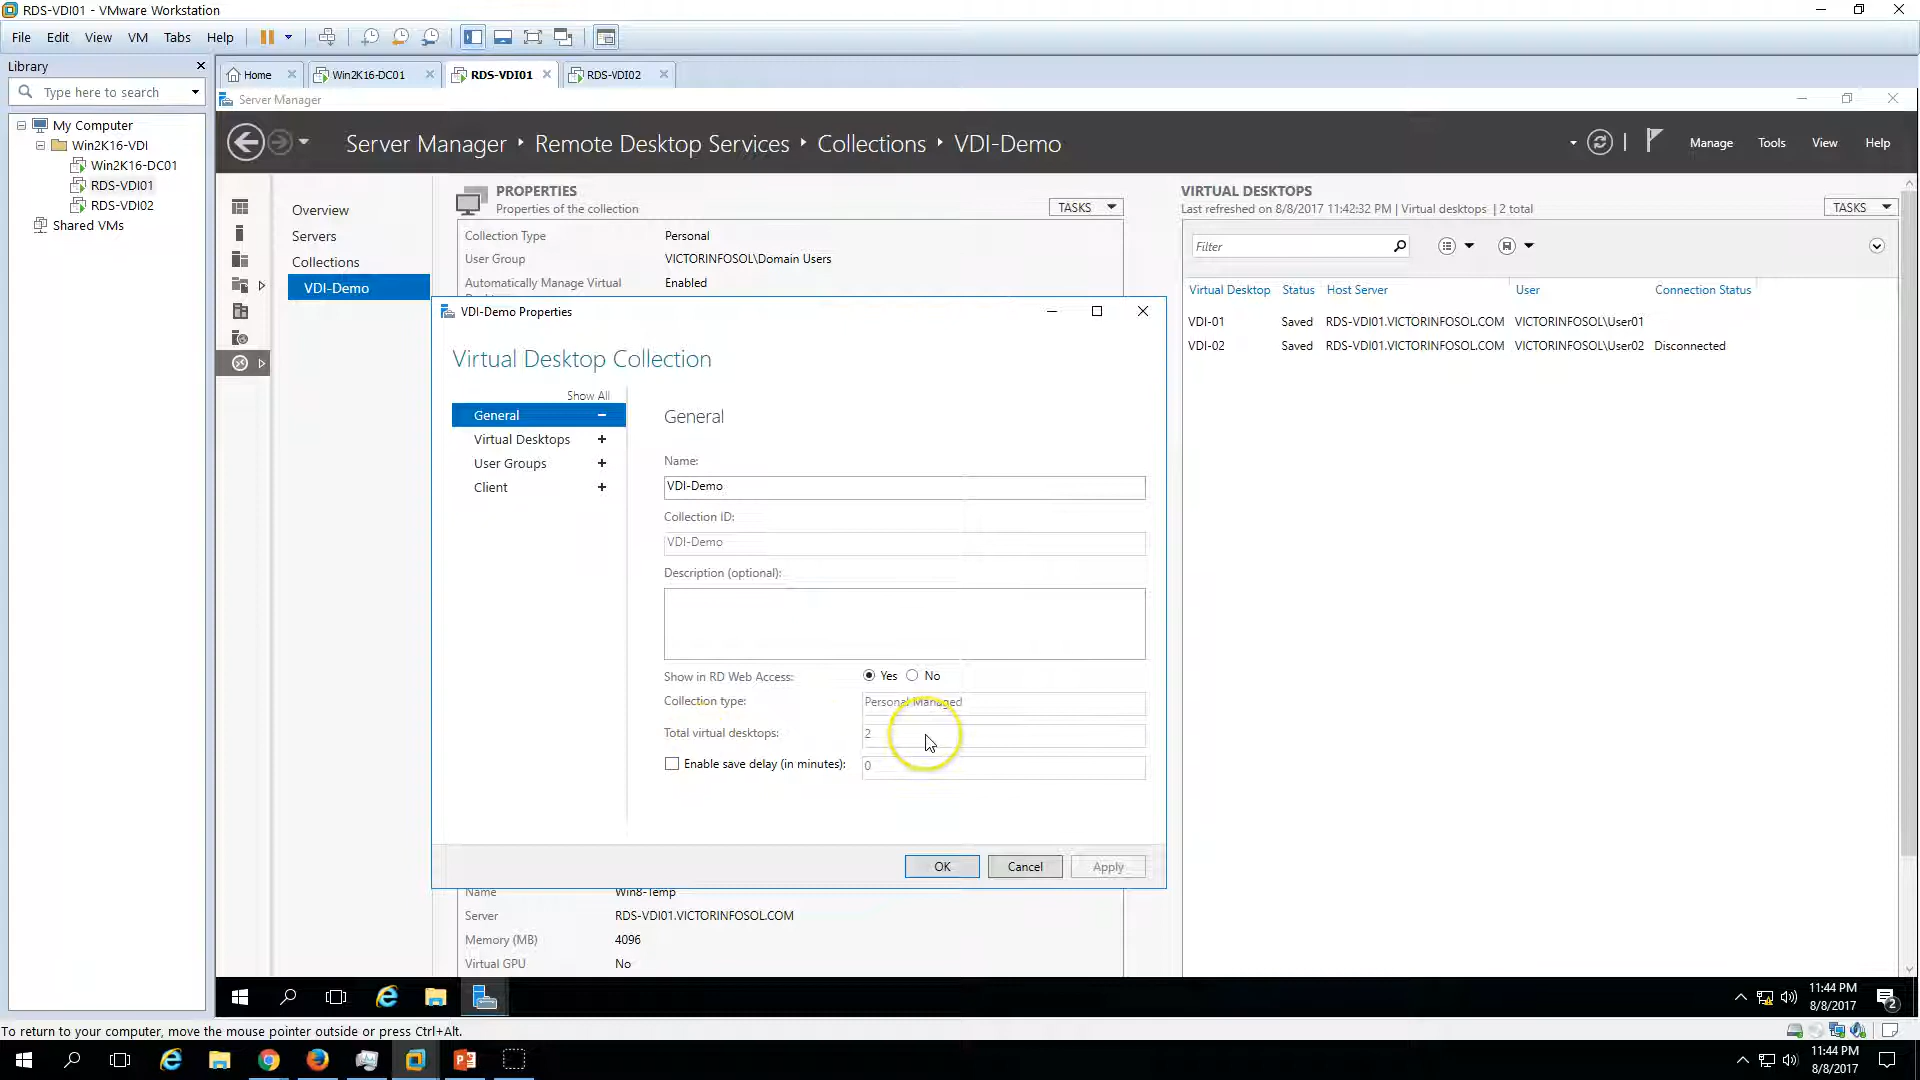 RDS-VDI01 - VMware Workstation
File Edit View VM Tabs Help
Library
Type here to search
My Computer
Win2K16-VDI
Win2K16-DC01
RDS-VDI01
RDS-VDI02
Shared VMs
Home Win2K16-DC01 RDS-VDI01 RDS-VDI02
Server Manager
Server Manager Remote Desktop Services Collections VDI-Demo
Manage Tools View Help
Overview
Servers
Collections
VDI-Demo
PROPERTIES
Properties of the collection
TASKS
Collection Type Personal
User Group VICTORINFOSOL\Domain Users
Automatically Manage Virtual Enabled
VIRTUAL DESKTOPS
Last refreshed on 8/8/2017 11:42:32 PM | Virtual desktops | 2 total
TASKS
Filter
Virtual Desktop Status Host Server User Connection Status
VDI-01 Saved RDS-VDI01.VICTORINFOSOL.COM VICTORINFOSOL\User01
VDI-02 Saved RDS-VDI01.VICTORINFOSOL.COM VICTORINFOSOL\User02 Disconnected
VDI-Demo Properties
Virtual Desktop Collection
Show All
General –
Virtual Desktops +
User Groups +
Client +
General
Name:
VDI-Demo
Collection ID:
VDI-Demo
Description (optional):
Show in RD Web Access: Yes No
Collection type: Personal Managed
Total virtual desktops: 2
Enable save delay (in minutes): 0
OK Cancel Apply
Name Win8-Temp
Server RDS-VDI01.VICTORINFOSOL.COM
Memory (MB) 4096
Virtual GPU No
11:44 PM
8/8/2017
2
To return to your computer, move the mouse pointer outside or press Ctrl+Alt.
11:44 PM
8/8/2017